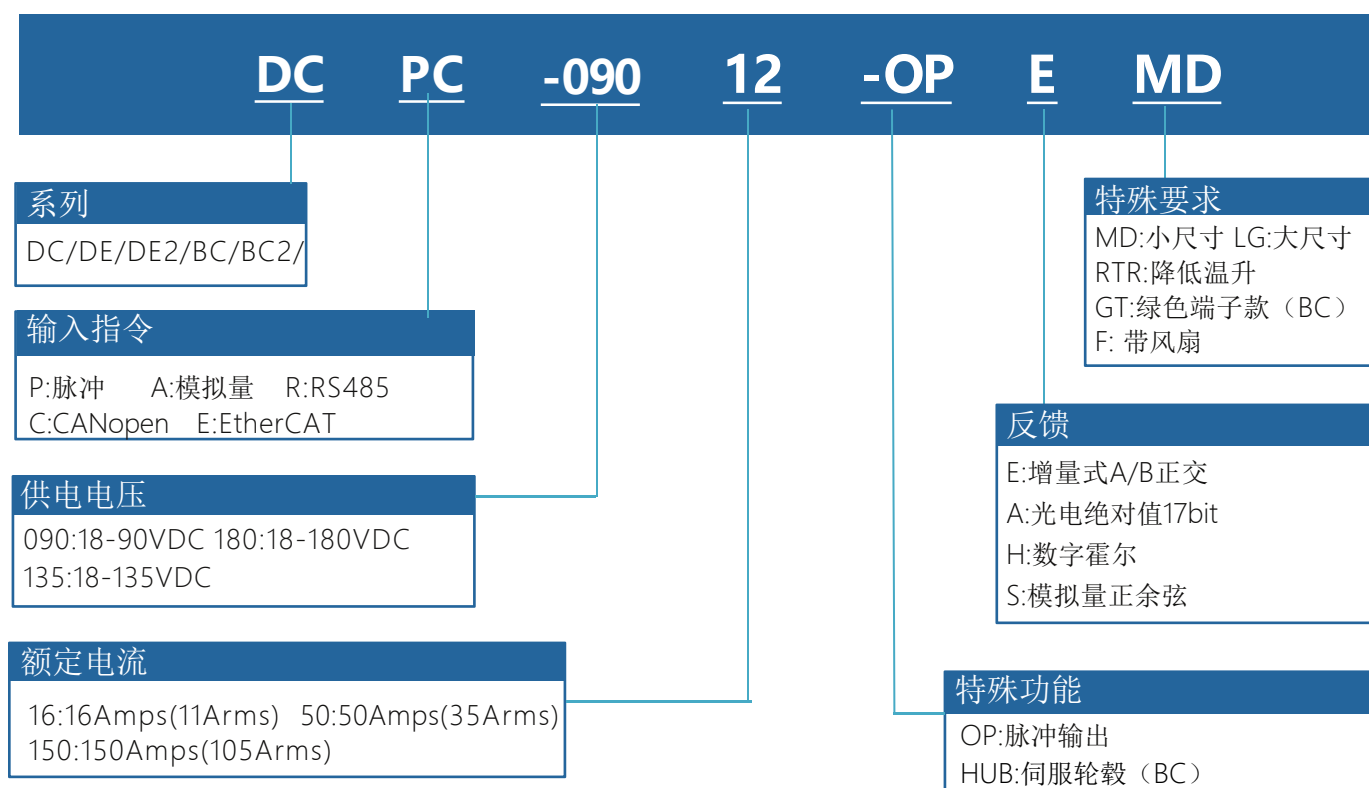 DC PC -090 12 -OP E MD
系列
DC/DE/DE2/BC/BC2/
输入指令
P:脉冲 A:模拟量 R:RS485
C:CANopen E:EtherCAT
供电电压
090:18-90VDC 180:18-180VDC
135:18-135VDC
额定电流
16:16Amps(11Arms) 50:50Amps(35Arms)
150:150Amps(105Arms)
特殊要求
MD:小尺寸 LG:大尺寸
RTR:降低温升
GT:绿色端子款（BC）
F: 带风扇
反馈
E:增量式A/B正交
A:光电绝对值17bit
H:数字霍尔
S:模拟量正余弦
特殊功能
OP:脉冲输出
HUB:伺服轮毂（BC）